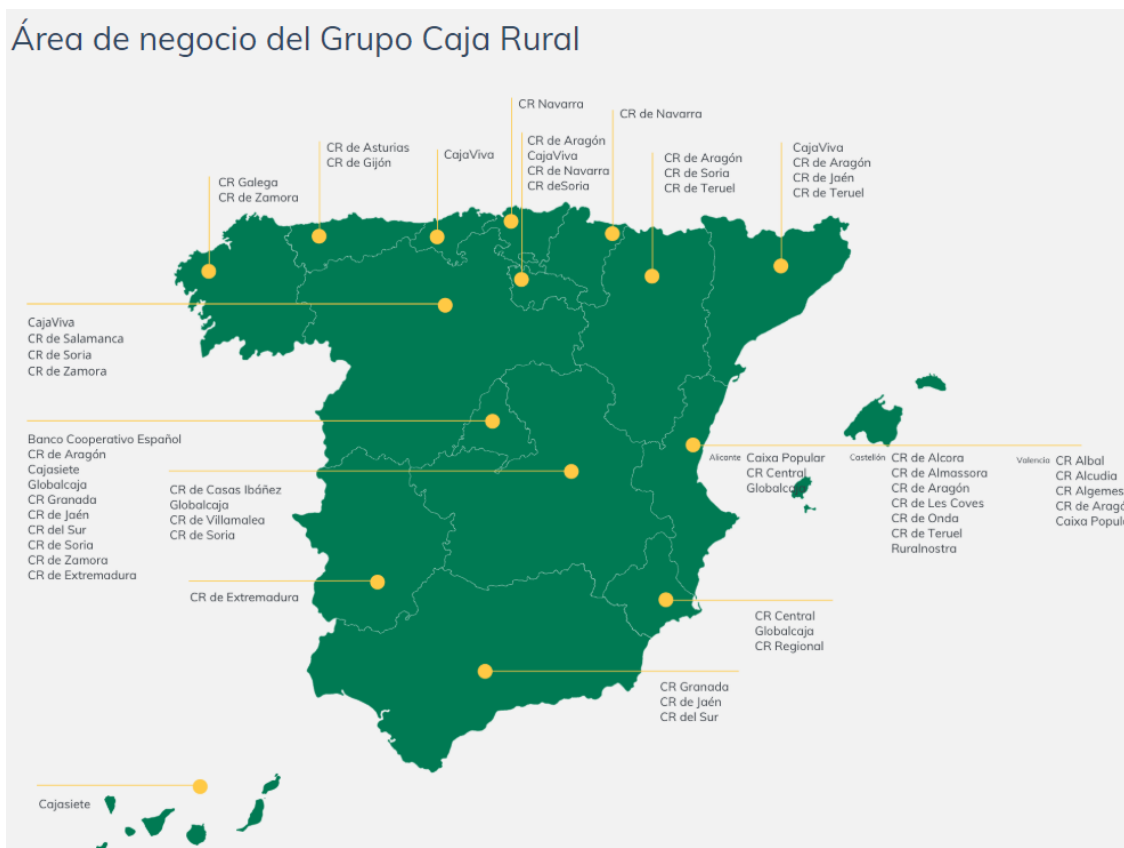 Área de negocio del Grupo Caja Rural
CR Navarra
CR de Navarra
CR de Asturias
CR de Gijón
CajaViva
CR de Aragón
CajaViva
CR de Navarra
CR deSoria
CR de Aragón
CR de Soria
CR de Teruel
CajaViva
CR de Aragón
CR de Jaén
CR de Teruel
CR Galega
CR de Zamora
CajaViva
CR de Salamanca
CR de Soria
CR de Zamora
Banco Cooperativo Español
CR de Aragón
Cajasiete
Globalcaja
CR Granada
CR de Jaén
CR del Sur
CR de Soria
CR de Zamora
CR de Extremadura
CR de Casas Ibáñez
Globalcaja
CR de Villamalea
CR de Soria
Alicante
Caixa Popular
CR Central
Globalcaja
Castellón
CR de Alcora
CR de Almassora
CR de Aragón
CR de Les Coves
CR de Onda
CR de Teruel
Ruralnostra
Valencia
CR Albal
CR Alcudia
CR Algemes
CR de Aragó
Caixa Popul
CR de Extremadura
CR Central
Globalcaja
CR Regional
CR Granada
CR de Jaén
CR del Sur
Cajasiete